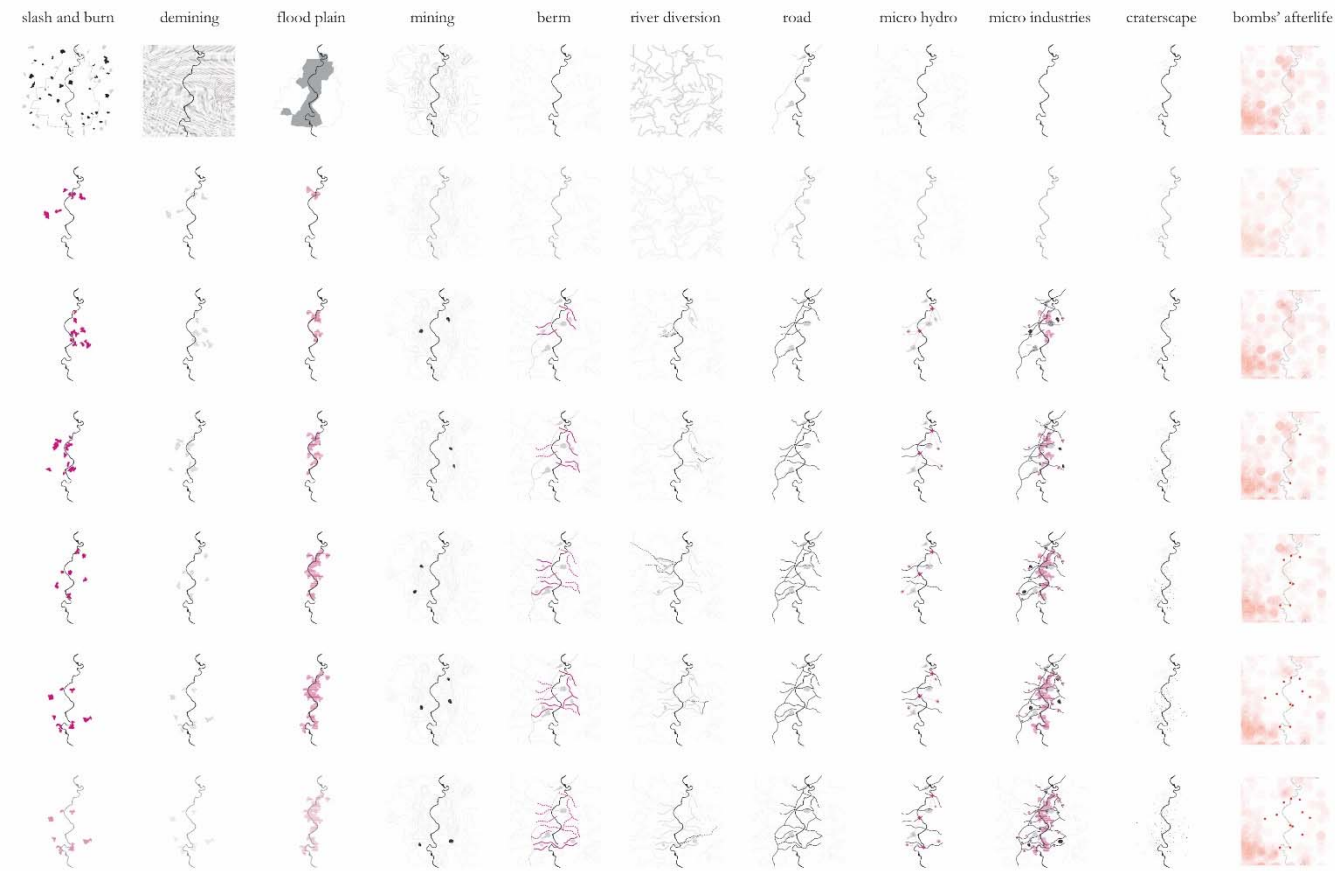 slash and burn demining flood plain mining berm river diversion road micro hydro micro industries craterscape bombs’ afterlife